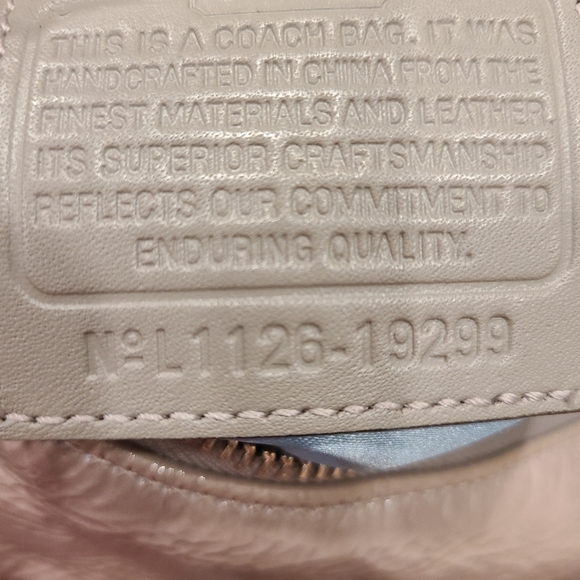 THIS IS A COACH BAG. IT WAS
HANDCRAFTED IN CHINA FROM THE
FINEST MATERIALS AND LEATHER.
ITS SUPERIOR CRAFTSMANSHIP
REFLECTS OUR COMMITMENT TO
ENDURING QUALITY.
Nº L1126-19299